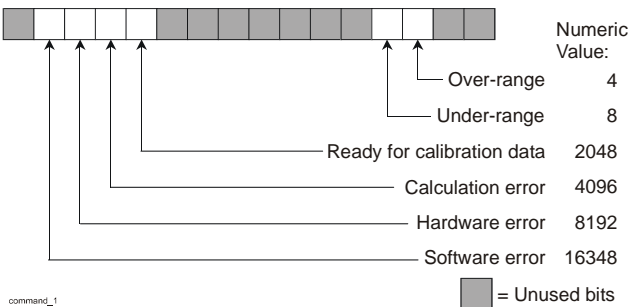 Numeric
Value:
Over-range 4
Under-range 8
Ready for calibration data 2048
Calculation error 4096
Hardware error 8192
Software error 16348
= Unused bits
command_1